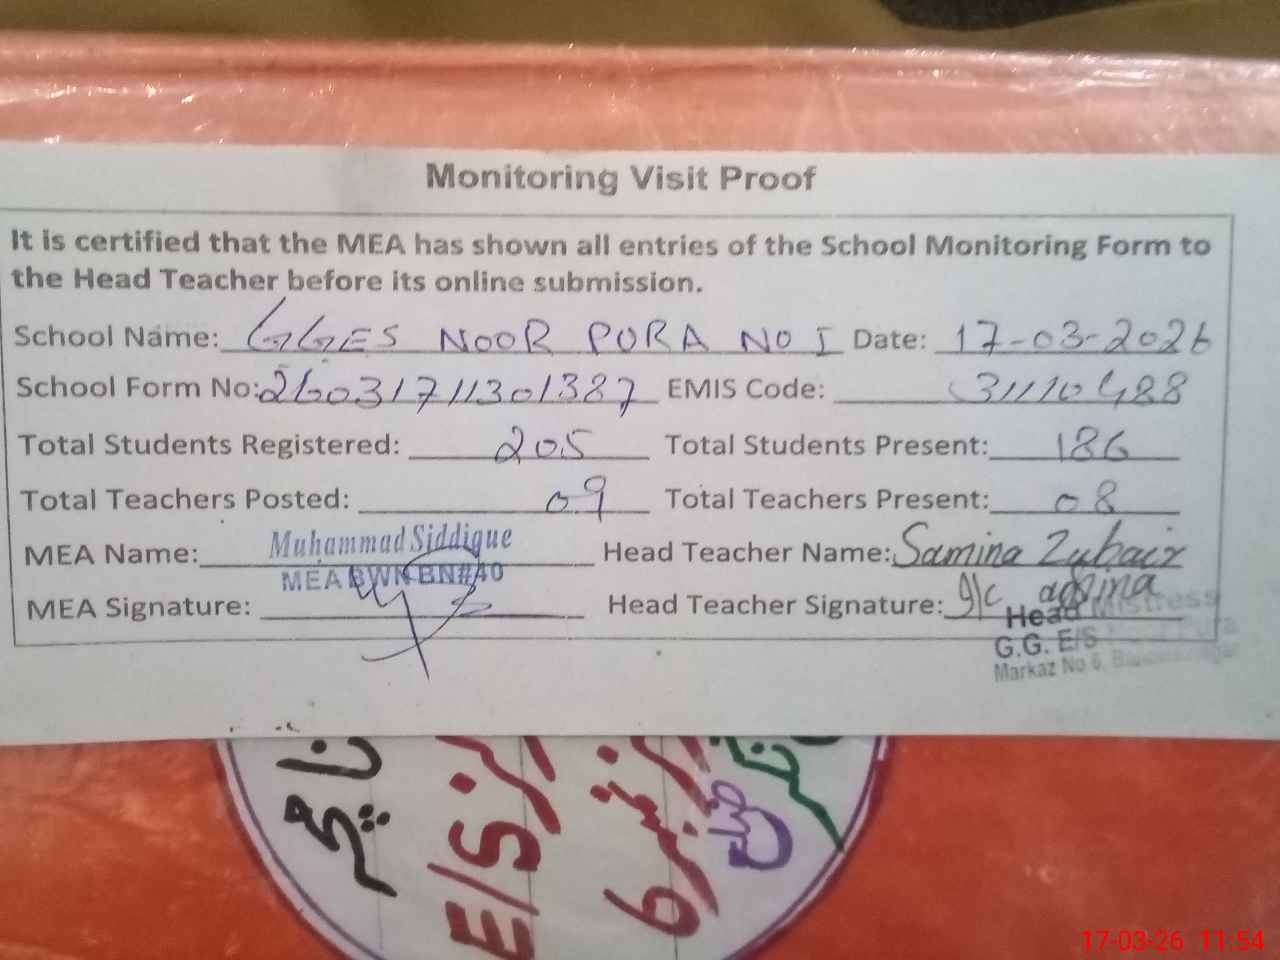 Monitoring Visit Proof
It is certified that the MEA has shown all entries of the School Monitoring Form to
the Head Teacher before its online submission.
School Name: GGES NOOR PURA NO I Date: 17-03-2026
School Form No: 26031711301387 EMIS Code: 31110488
Total Students Registered: 205 Total Students Present: 186
Total Teachers Posted: 09 Total Teachers Present: 08
MEA Name: Muhammad Siddique Head Teacher Name: Samina Zubair
MEA BWN BN#40
MEA Signature: Head Teacher Signature: I/c
Head Mistress
G.G. E/S
Markaz No 6,
E/S
17-03-26 11:54